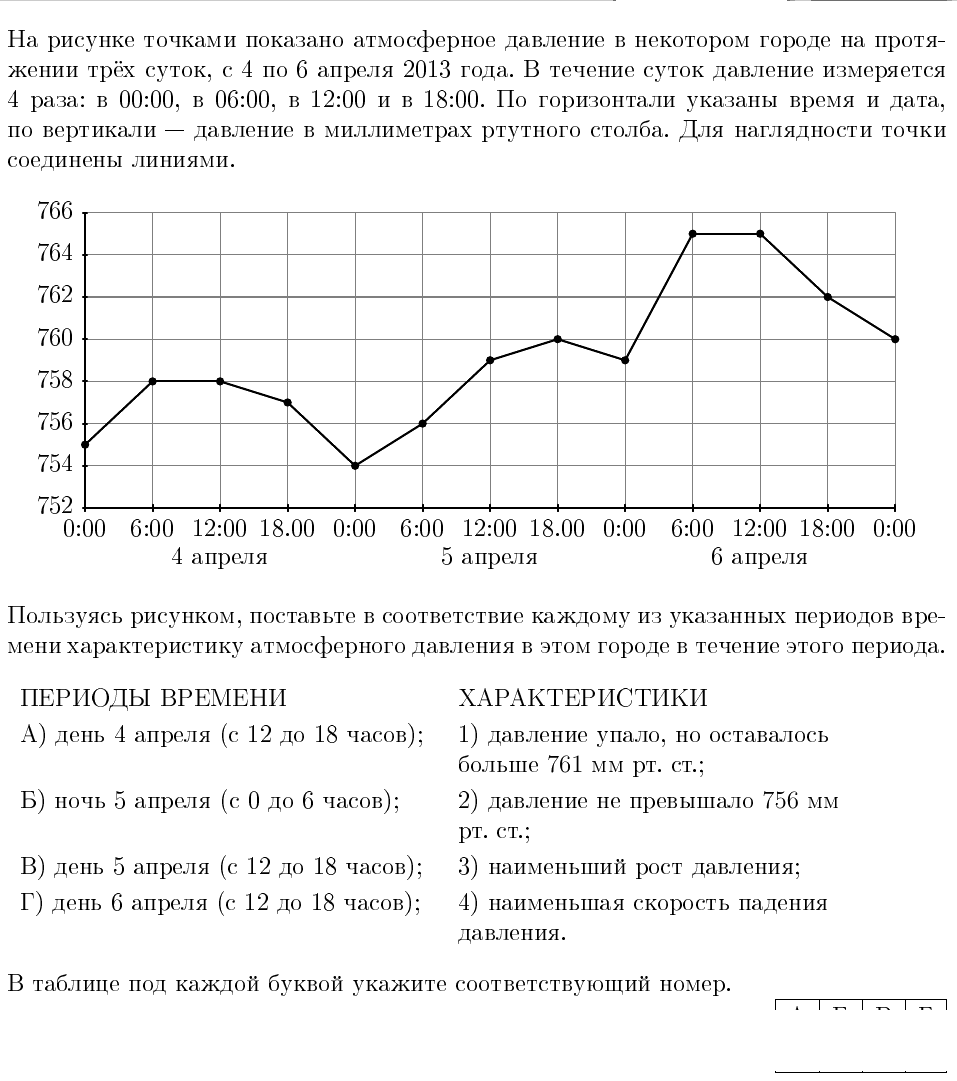 На рисунке точками показано атмосферное давление в некотором городе на протя-
жении трёх суток, с 4 по 6 апреля 2013 года. В течение суток давление измеряется
4 раза: в 00:00, в 06:00, в 12:00 и в 18:00. По горизонтали указаны время и дата,
по вертикали — давление в миллиметрах ртутного столба. Для наглядности точки
соединены линиями.
766
764
762
760
758
756
754
752
0:00 6:00 12:00 18.00 0:00 6:00 12:00 18.00 0:00 6:00 12:00 18:00 0:00
4 апреля 5 апреля 6 апреля
Пользуясь рисунком, поставьте в соответствие каждому из указанных периодов вре-
мени характеристику атмосферного давления в этом городе в течение этого периода.
ПЕРИОДЫ ВРЕМЕНИ ХАРАКТЕРИСТИКИ
А) день 4 апреля (с 12 до 18 часов); 1) давление упало, но оставалось
больше 761 мм рт. ст.;
Б) ночь 5 апреля (с 0 до 6 часов); 2) давление не превышало 756 мм
рт. ст.;
В) день 5 апреля (с 12 до 18 часов); 3) наименьший рост давления;
Г) день 6 апреля (с 12 до 18 часов); 4) наименьшая скорость падения
давления.
В таблице под каждой буквой укажите соответствующий номер.